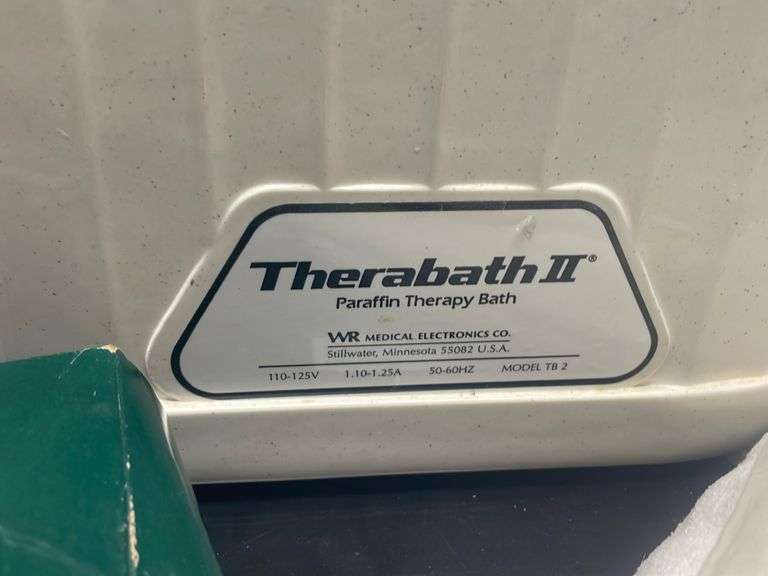 Therabath II®
Paraffin Therapy Bath
WR MEDICAL ELECTRONICS CO.
Stillwater, Minnesota 55082 U.S.A.
110-125V 1.10-1.25A 50-60HZ MODEL TB 2